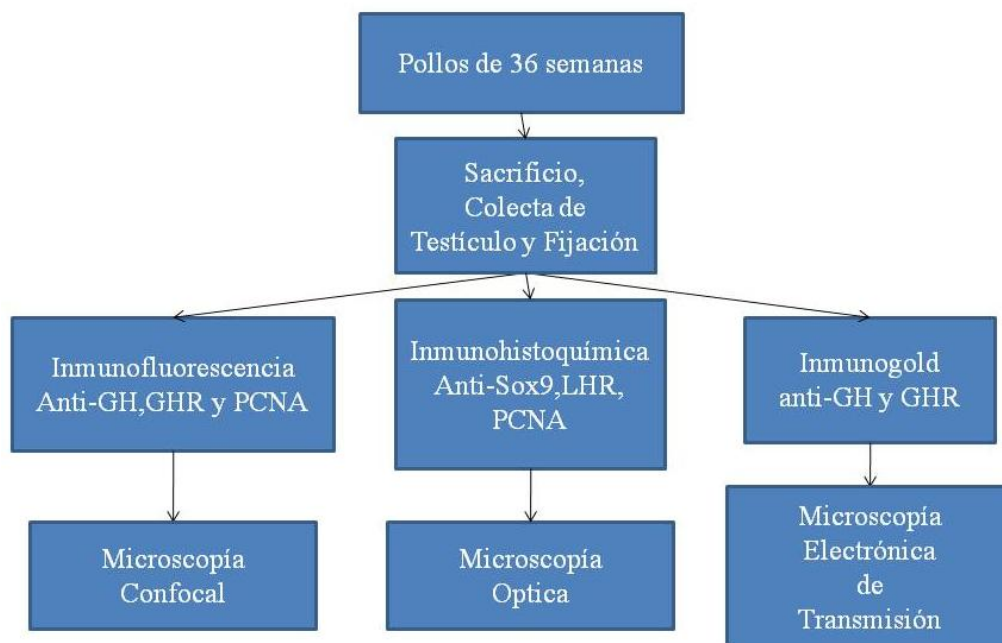 Pollos de 36 semanas
Sacrificio,
Colecta de
Testículo y Fijación
Inmunofluorescencia
Anti-GH,GHR y PCNA
Inmunohistoquímica
Anti-Sox9,LHR,
PCNA
Inmunogold
anti-GH y GHR
Microscopía
Confocal
Microscopía
Optica
Microscopía
Electrónica
de
Transmisión